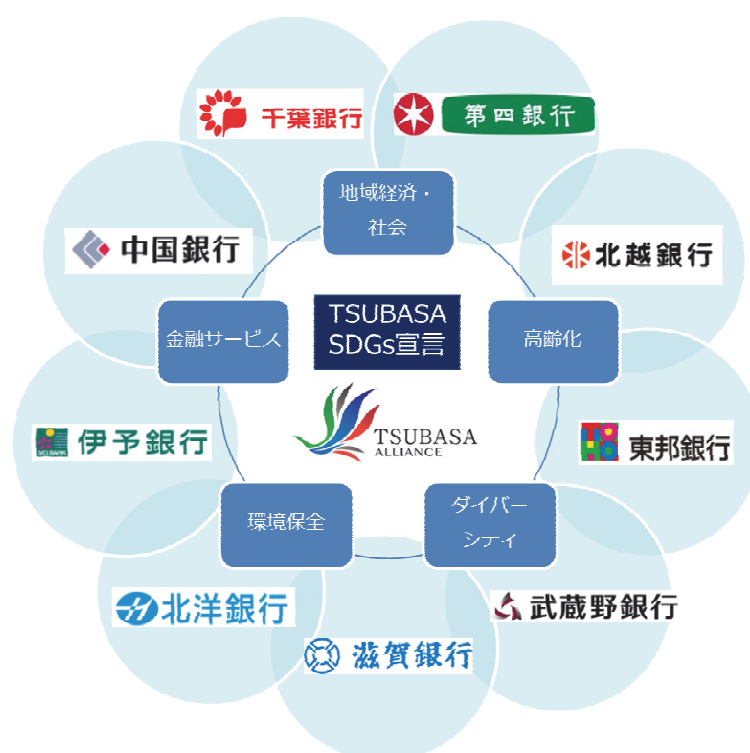 千葉銀行
第四銀行
地域経済・
社会
中国銀行
北越銀行
金融サービス
TSUBASA
SDGs宣言
高齢化
伊予銀行
IYO BANK
TSUBASA
ALLIANCE
TOHO
東邦銀行
環境保全
ダイバー
シティ
北洋銀行
武蔵野銀行
滋賀銀行